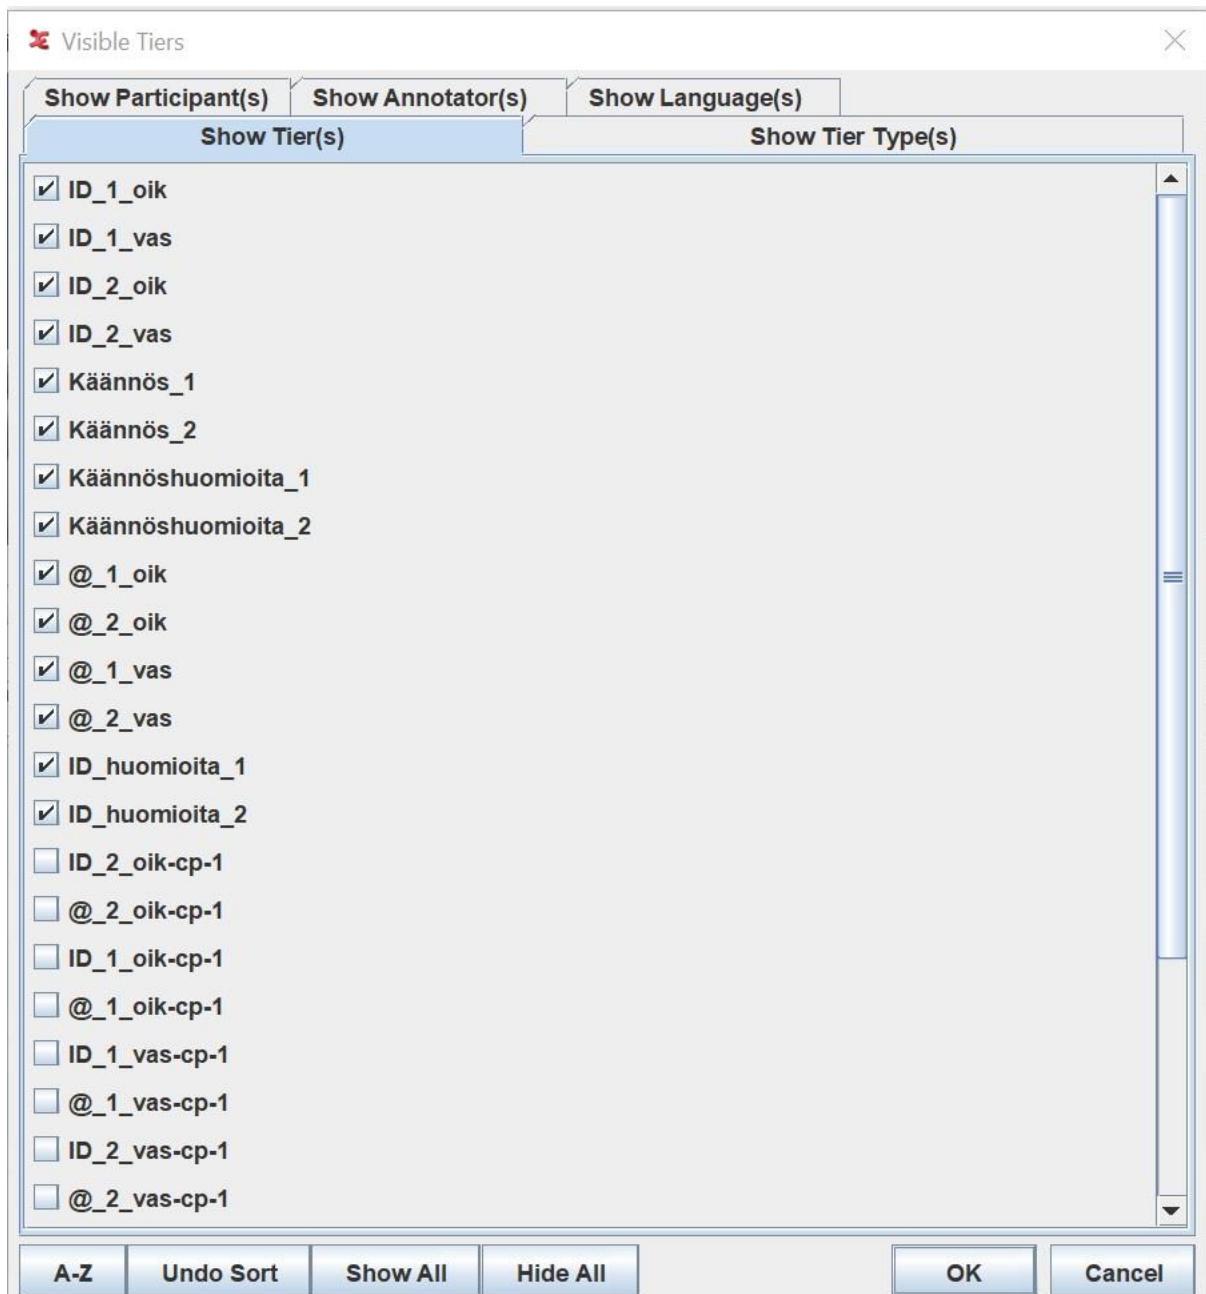 Visible Tiers
Show Participant(s) Show Annotator(s) Show Language(s)
Show Tier(s) Show Tier Type(s)
ID_1_oik
ID_1_vas
ID_2_oik
ID_2_vas
Käännös_1
Käännös_2
Käännöshuomioita_1
Käännöshuomioita_2
@_1_oik
@_2_oik
@_1_vas
@_2_vas
ID_huomioita_1
ID_huomioita_2
ID_2_oik-cp-1
@_2_oik-cp-1
ID_1_oik-cp-1
@_1_oik-cp-1
ID_1_vas-cp-1
@_1_vas-cp-1
ID_2_vas-cp-1
@_2_vas-cp-1
A-Z Undo Sort Show All Hide All OK Cancel